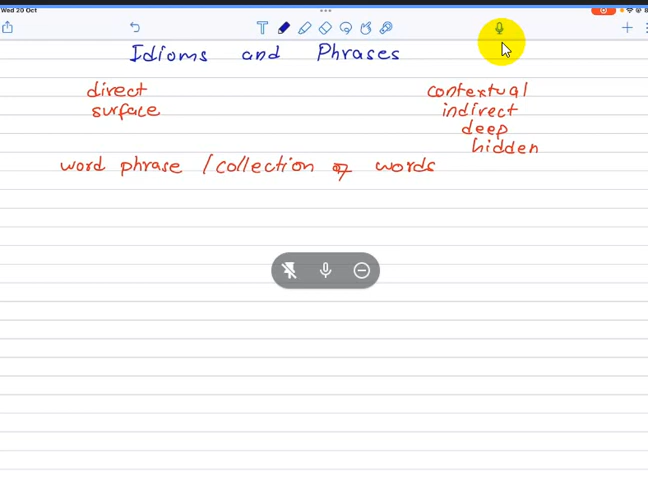 Wed 20 Oct
Idioms and Phrases
direct contextual
surface indirect
deep
hidden
word phrase / collection of words